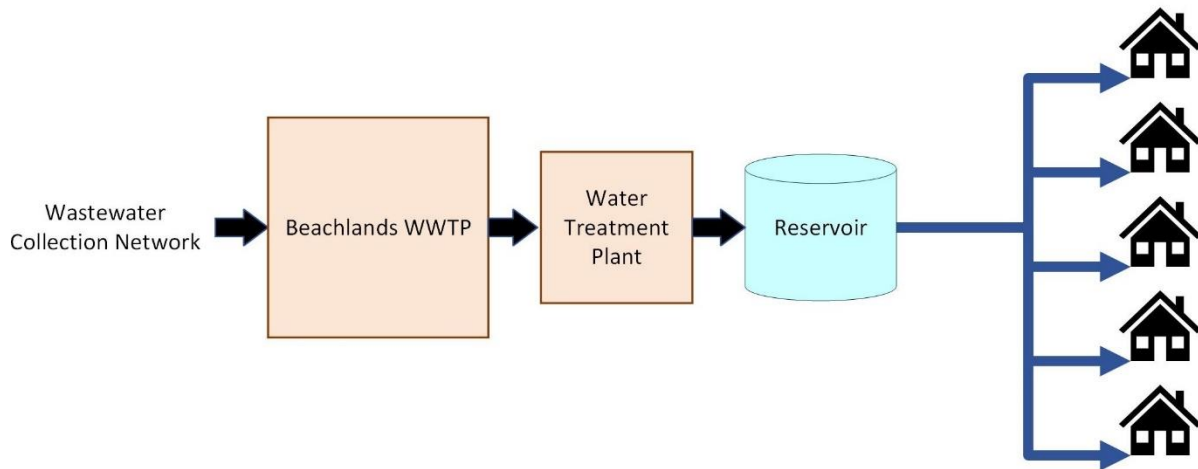 Wastewater
Collection Network
Beachlands WWTP
Water
Treatment
Plant
Reservoir